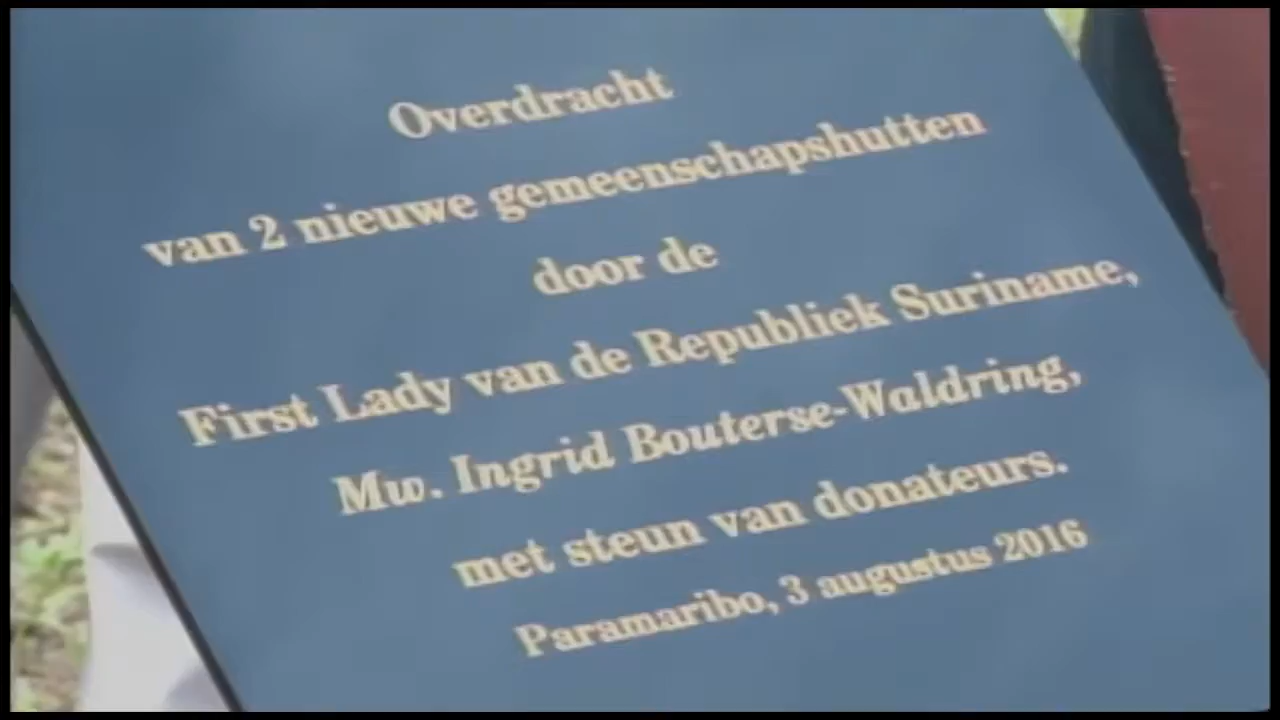 Overdracht
van 2 nieuwe gemeenschapshutten
door de
First Lady van de Republiek Suriname,
Mw. Ingrid Bouterse-Waldring,
met steun van donateurs.
Paramaribo, 3 augustus 2016